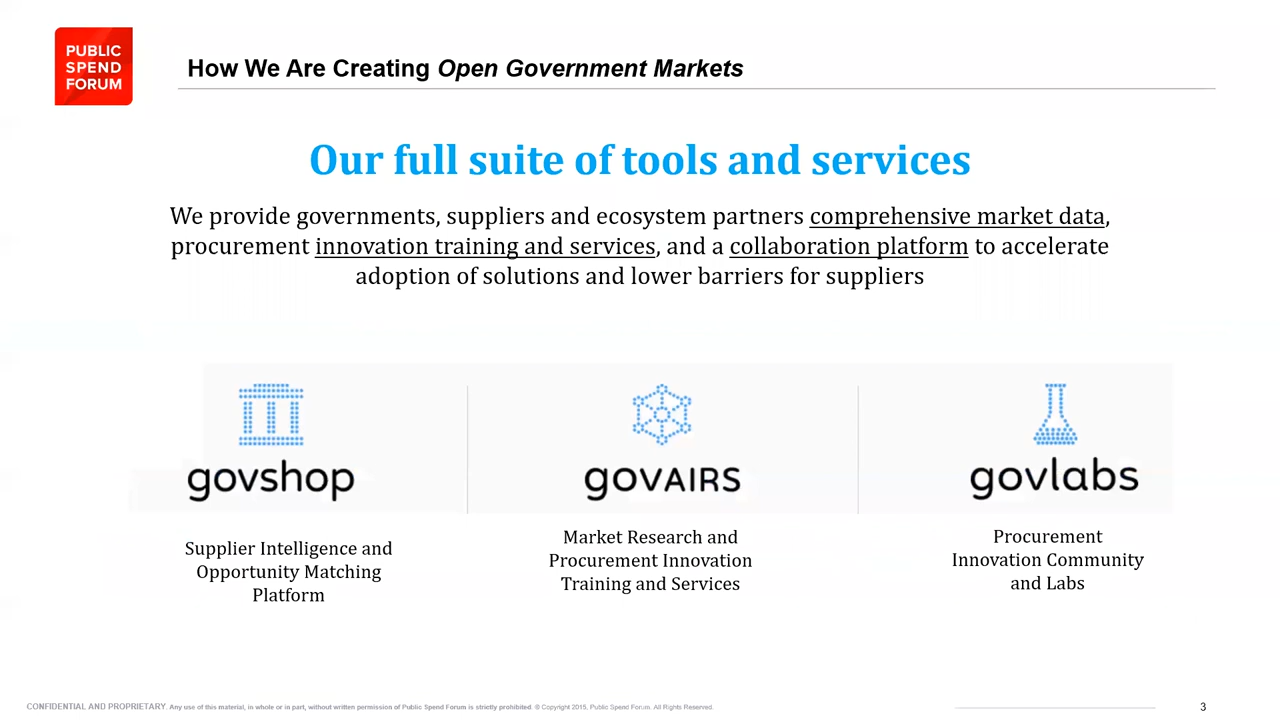 PUBLIC
SPEND
FORUM
How We Are Creating Open Government Markets
Our full suite of tools and services
We provide governments, suppliers and ecosystem partners comprehensive market data,
procurement innovation training and services, and a collaboration platform to accelerate
adoption of solutions and lower barriers for suppliers
govshop
Supplier Intelligence and
Opportunity Matching
Platform
govAIRS
Market Research and
Procurement Innovation
Training and Services
govlabs
Procurement
Innovation Community
and Labs
CONFIDENTIAL AND PROPRIETARY. Any use of this material, in whole or in part, without written permission of Public Spend Forum is strictly prohibited. © Copyright 2015, Public Spend Forum. All Rights Reserved.
3